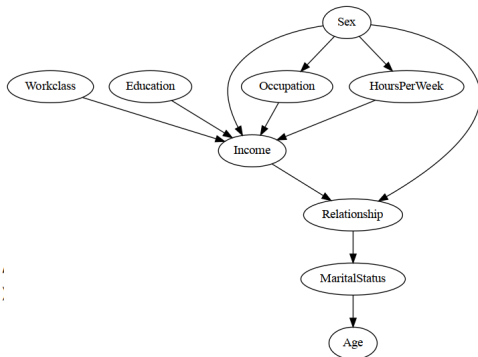 Sex
Workclass Education Occupation HoursPerWeek
Income
Relationship
MaritalStatus
Age